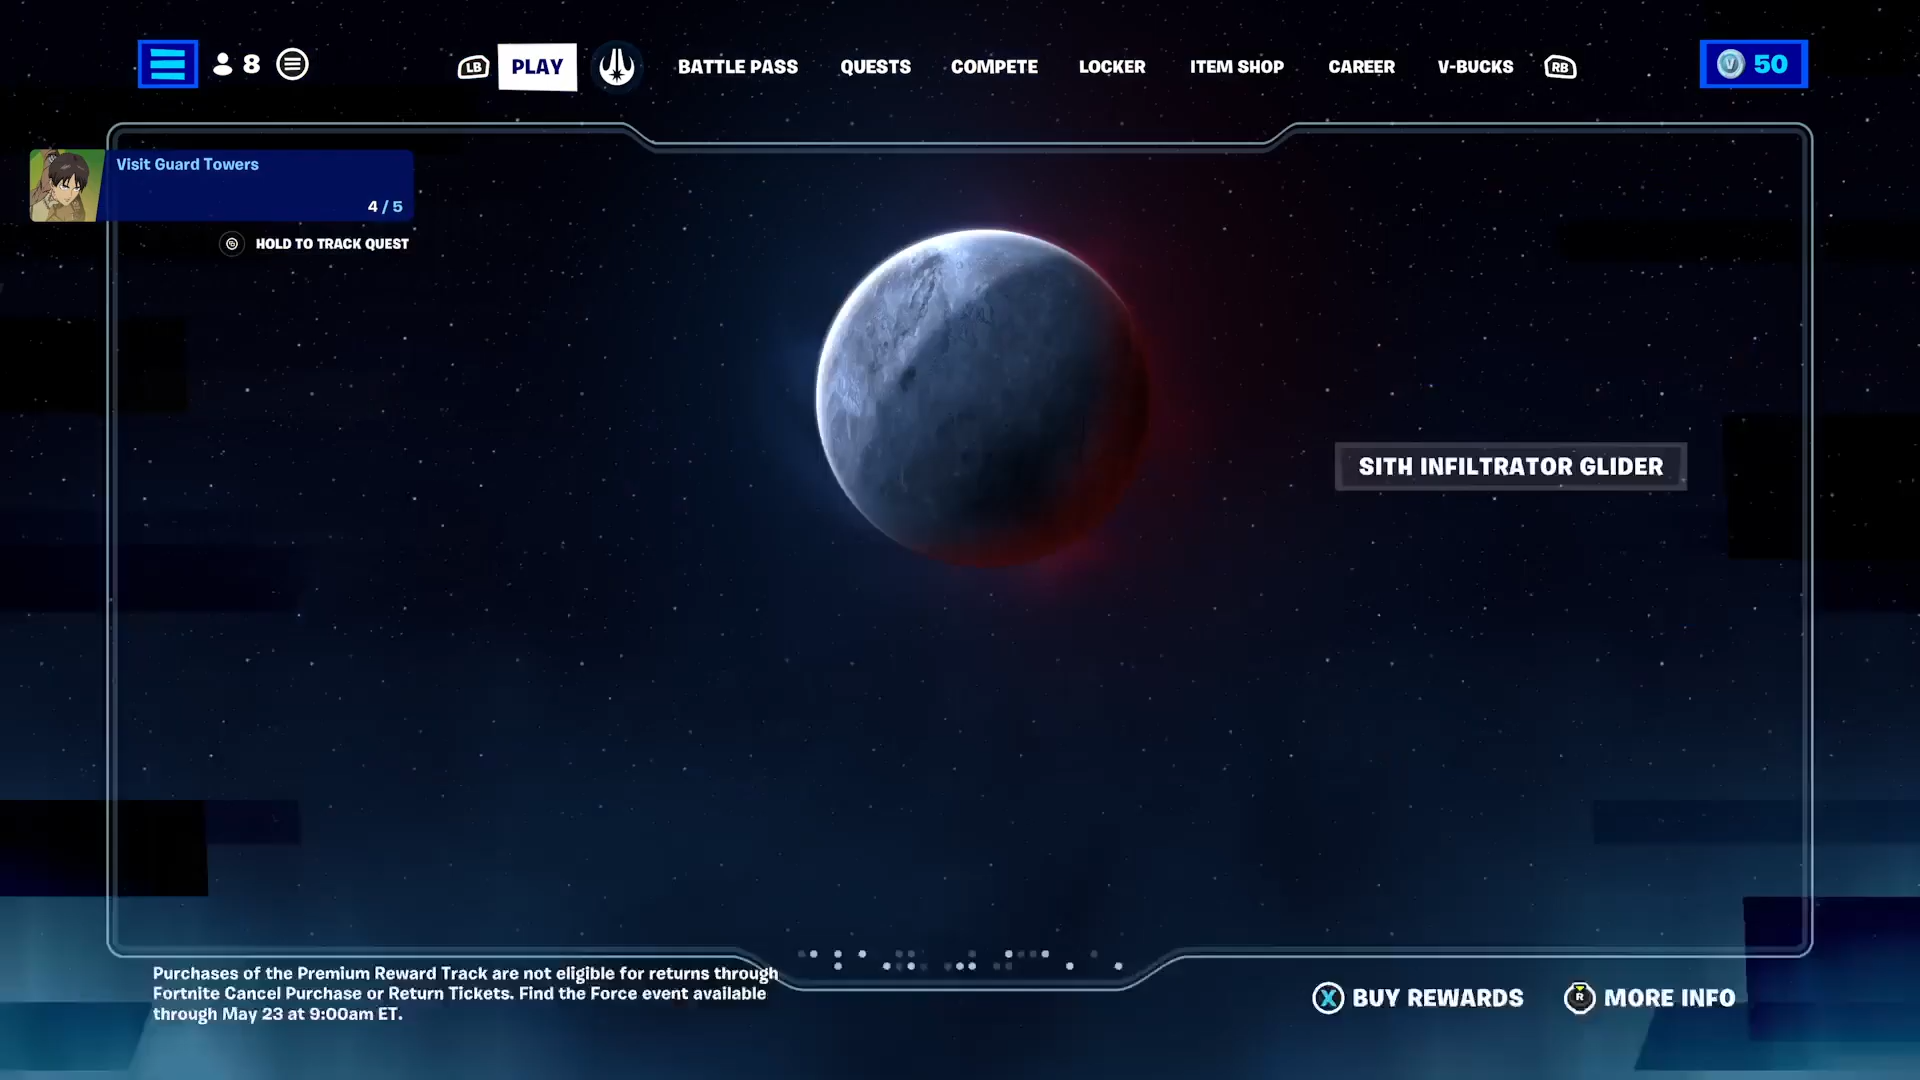 8
LB
PLAY
BATTLE PASS
QUESTS
COMPETE
LOCKER
ITEM SHOP
CAREER
V-BUCKS
RB
V
50
Visit Guard Towers
4 / 5
HOLD TO TRACK QUEST
SITH INFILTRATOR GLIDER
Purchases of the Premium Reward Track are not eligible for returns through
Fortnite Cancel Purchase or Return Tickets. Find the Force event available
through May 23 at 9:00am ET.
X
BUY REWARDS
R
MORE INFO